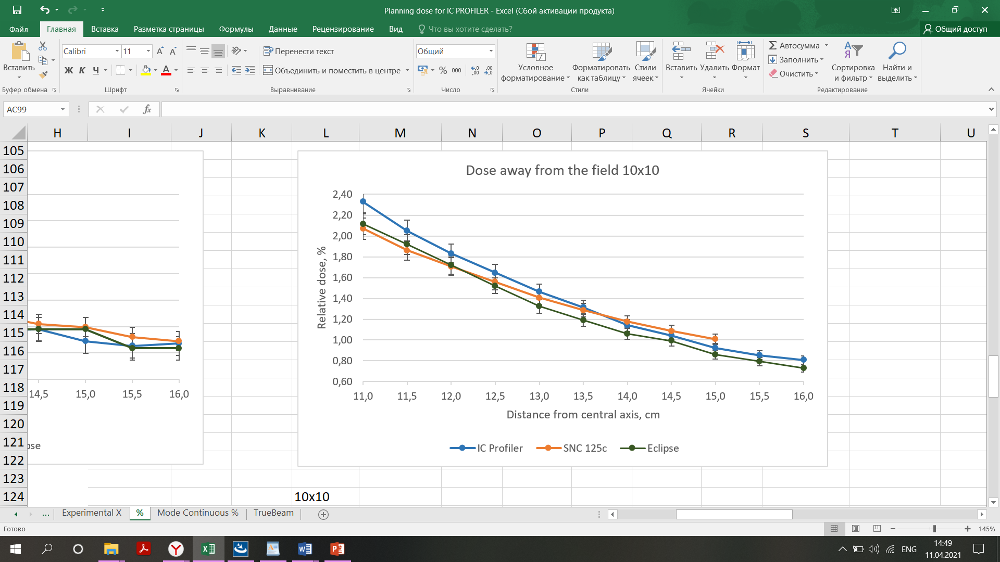 Planning dose for IC PROFILER - Excel (Сбой активации продукта)
Файл Главная Вставка Разметка страницы Формулы Данные Рецензирование Вид Что вы хотите сделать? Общий доступ
Вставить
Calibri 11
Ж К Ч
Перенести текст
Объединить и поместить в центре
Общий
% 000
Условное форматирование
Форматировать как таблицу
Стили ячеек
Вставить Удалить Формат
Автосумма
Заполнить
Очистить
Сортировка и фильтр
Найти и выделить
Буфер обмена Шрифт Выравнивание Число Стили Ячейки Редактирование
AC99 fx
H I J K L M N O P Q R S T U
105
106
107
108
109
110
111
112
113
114
115
116
117
118
119
120
121
122
123
124
14,5 15,0 15,5 16,0
pse
Dose away from the field 10x10
Relative dose, %
2,40
2,20
2,00
1,80
1,60
1,40
1,20
1,00
0,80
0,60
11,0 11,5 12,0 12,5 13,0 13,5 14,0 14,5 15,0 15,5 16,0
Distance from central axis, cm
IC Profiler SNC 125c Eclipse
10x10
... Experimental X % Mode Continuous % TrueBeam
Готово 145%
ENG 14:49
11.04.2021